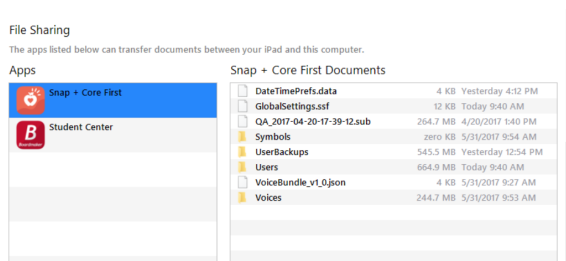 File Sharing
The apps listed below can transfer documents between your iPad and this computer.
Apps
Snap + Core First Documents
Snap + Core First
Student Center
B
Boardmaker
DateTimePrefs.data 4 KB Yesterday 4:12 PM
GlobalSettings.ssf 12 KB Today 9:40 AM
QA_2017-04-20-17-39-12.sub 264.7 MB 4/20/2017 1:40 PM
Symbols zero KB 5/31/2017 9:54 AM
UserBackups 545.5 MB Yesterday 12:54 PM
Users 664.9 MB Today 9:40 AM
VoiceBundle_v1_0.json 4 KB 5/31/2017 9:27 AM
Voices 244.7 MB 5/31/2017 9:53 AM